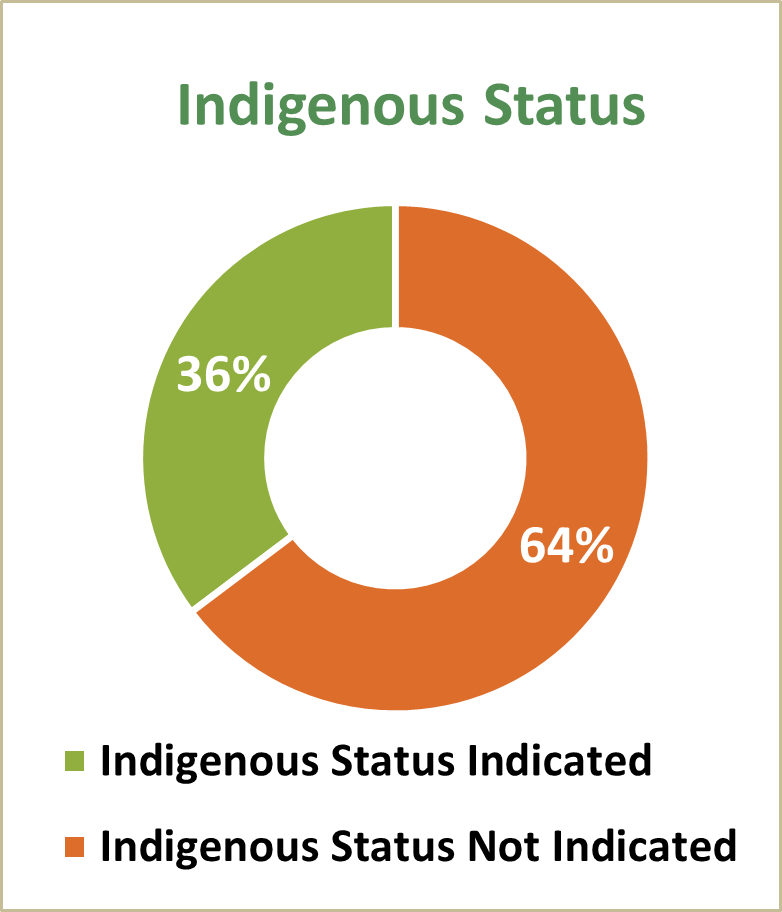 Indigenous Status
36%
64%
Indigenous Status Indicated
Indigenous Status Not Indicated